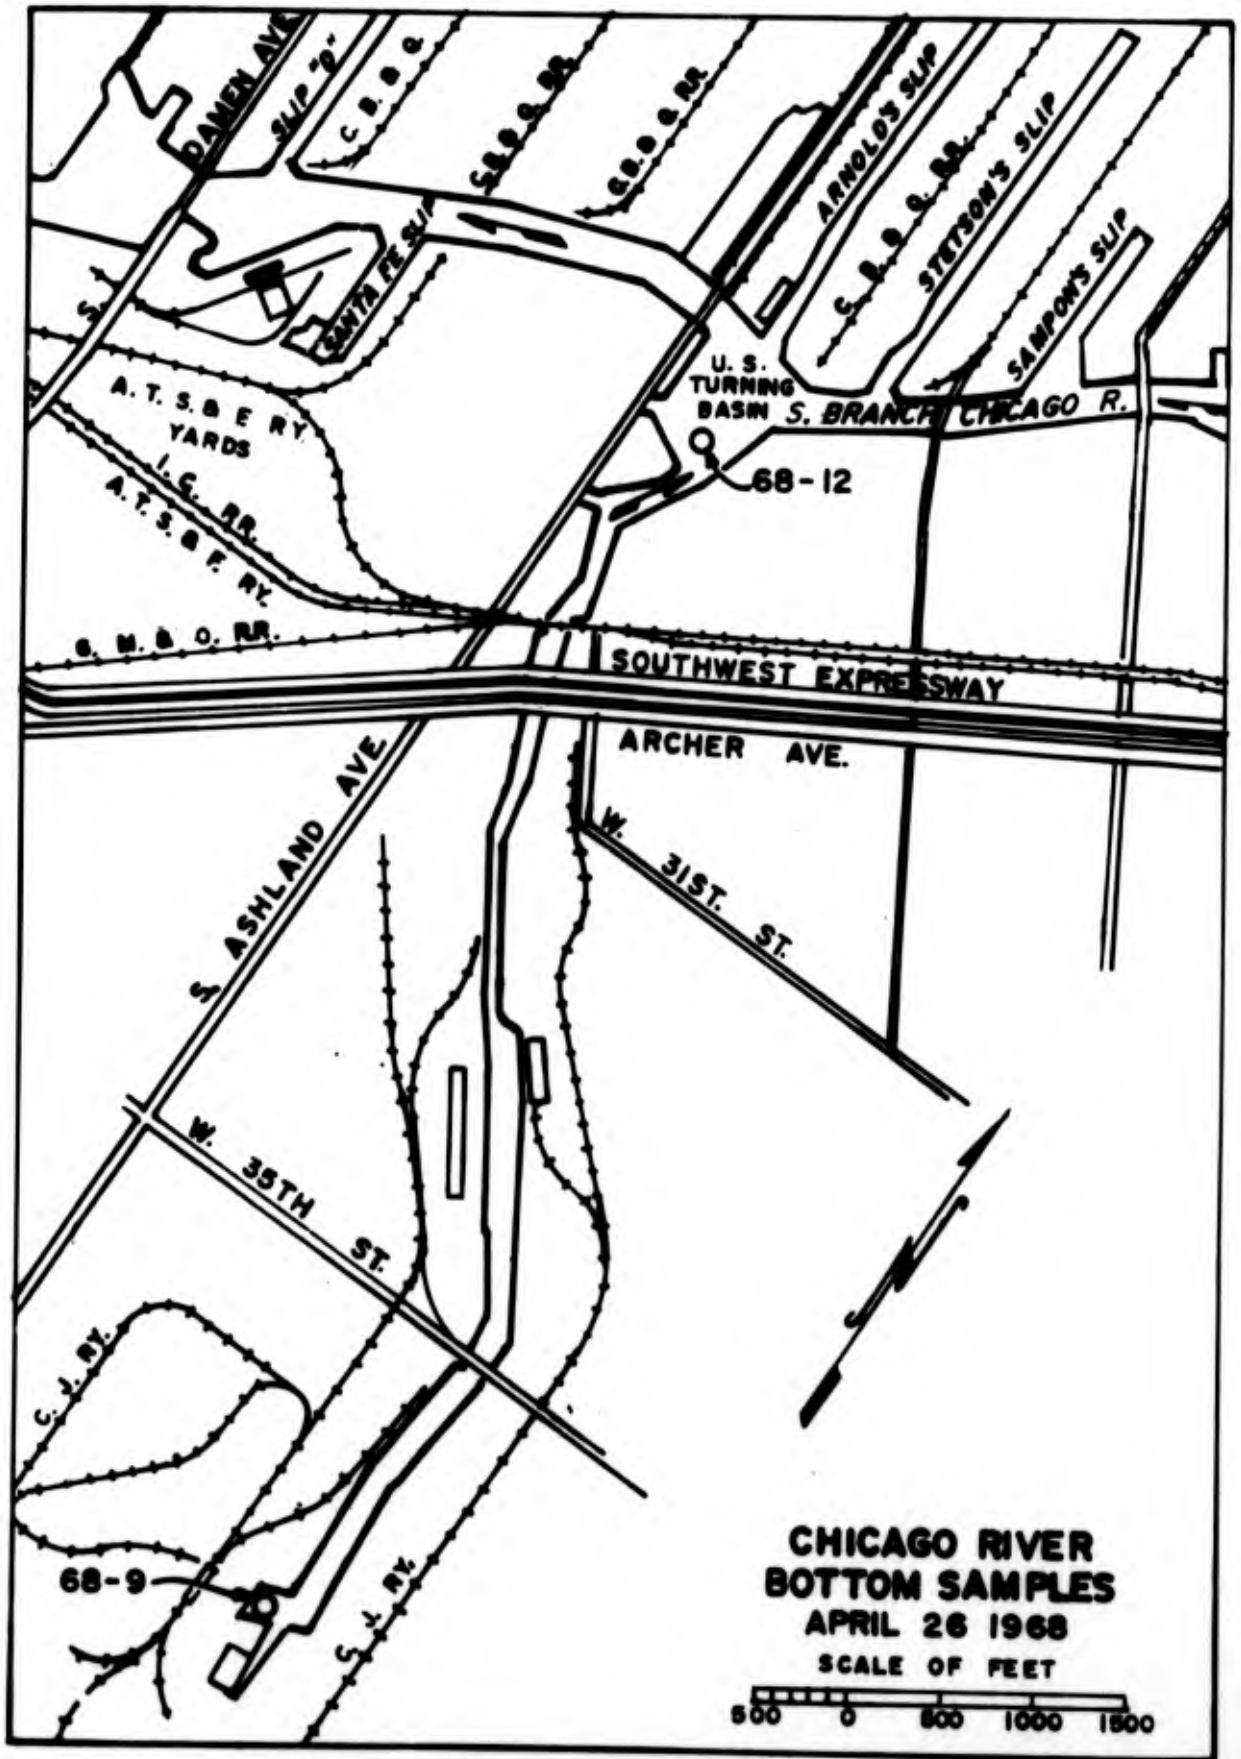 DAMEN AVE.
SLIP "Q"
C. B. & Q.
C. B. & Q. RR.
C. B. & Q. RR.
ARNOLD'S SLIP
C. B. & Q. RR.
STETSON'S SLIP
SAMPON'S SLIP
SANTA FE SLIP
S.
U. S.
TURNING
BASIN
S. BRANCH CHICAGO R.
68-12
A. T. S. & E RY.
YARDS
I. C. RR.
A. T. S. & F. RY.
G. M. & O. RR.
SOUTHWEST EXPRESSWAY
ARCHER AVE.
S ASHLAND AVE.
W. 31ST. ST.
W. 35TH ST.
C. J. RY.
68-9
C. J. RY.
CHICAGO RIVER
BOTTOM SAMPLES
APRIL 26 1968
SCALE OF FEET
500 0 500 1000 1500